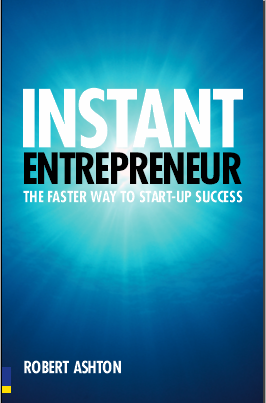 INSTANT
ENTREPRENEUR
THE FASTER WAY TO START-UP SUCCESS
ROBERT ASHTON